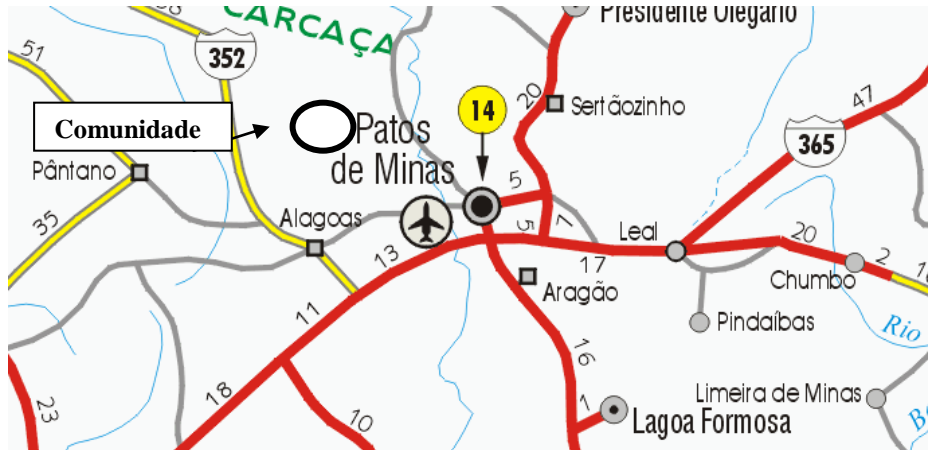 Presidente Olegário
CARCAÇA
51
352
47
14
20
Sertãozinho
Comunidade
Patos
de Minas
365
Pântano
5
35
Alagoas
7
5
Leal
20
13
17
2
Chumbo
Aragão
11
Pindaíbas
Rio
16
18
Limeira de Minas
23
10
1
Lagoa Formosa